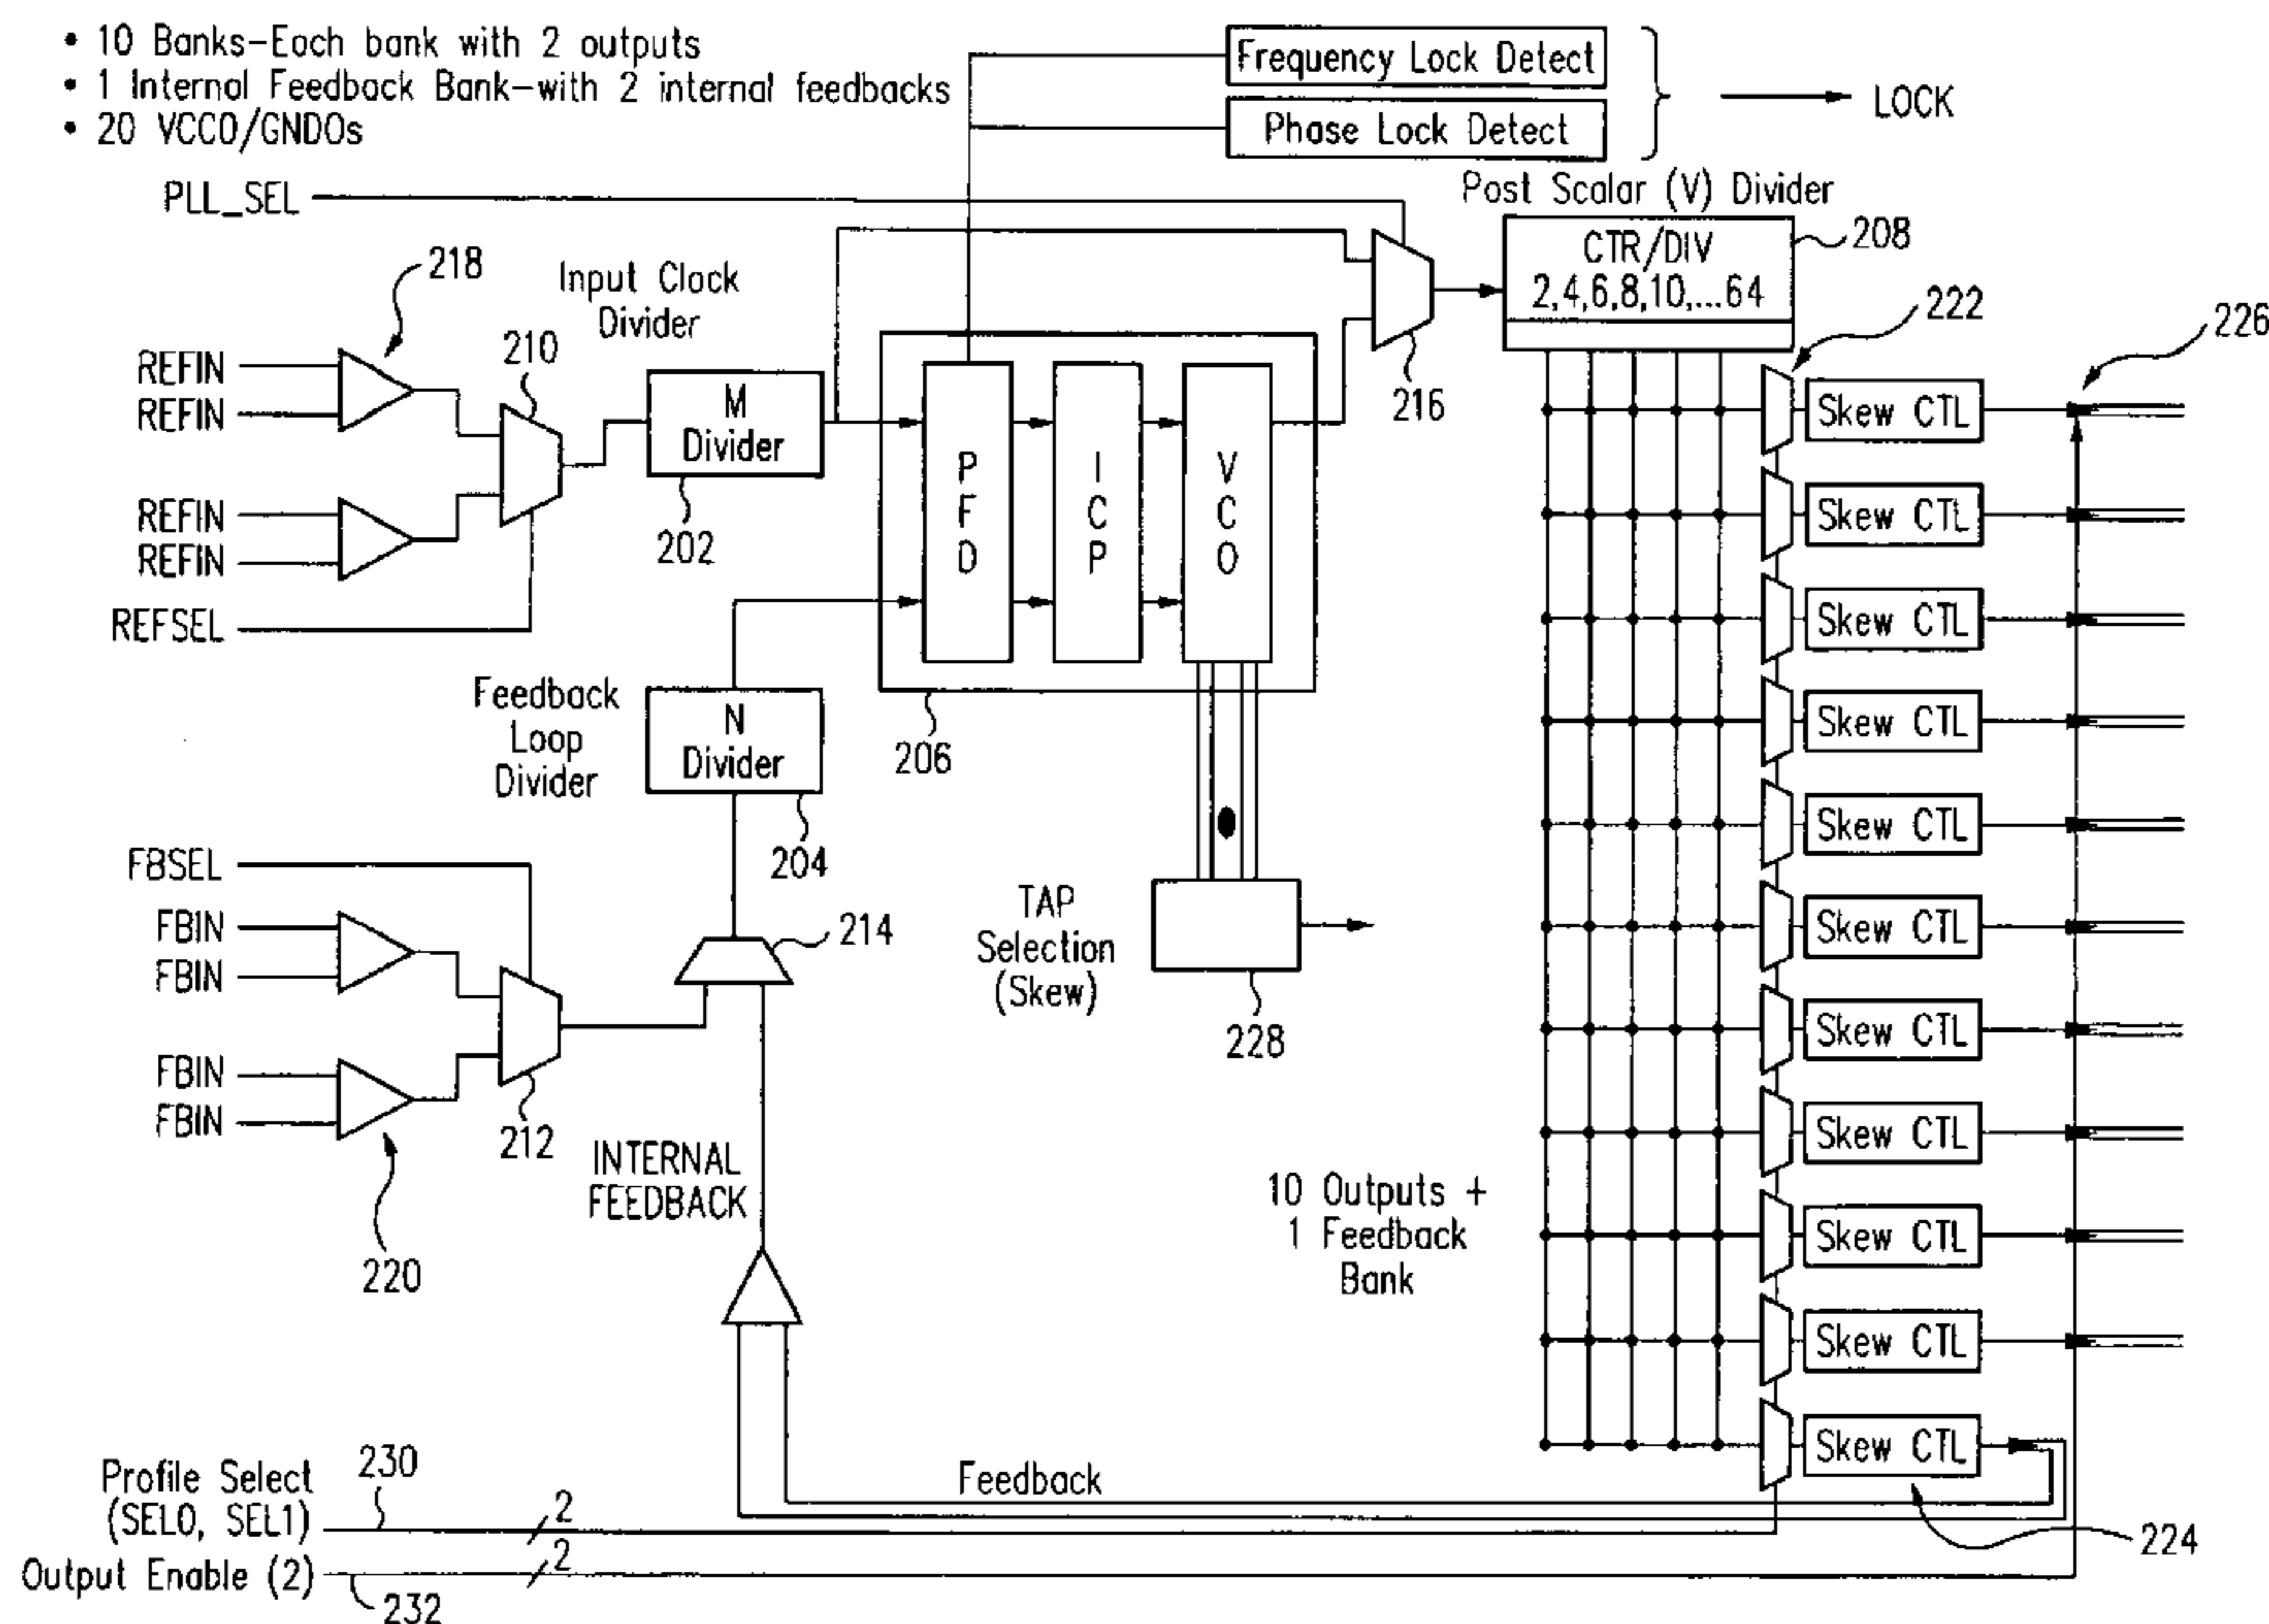 • 10 Banks-Eoch bank with 2 outputs
• 1 Internal Feedback Bank-with 2 internal feedbacks
• 20 VCCO/GNDOs
Frequency Lock Detect
Phase Lock Detect
LOCK
PLL_SEL
Post Scalar (V) Divider
CTR/DIV
2,4,6,8,10,...64
208
218
Input Clock
Divider
210
222
226
REFIN
REFIN
REFIN
REFIN
REFSEL
M
Divider
202
PFD
ICP
VCO
216
206
Feedback
Loop
Divider
N
Divider
204
FBSEL
FBIN
FBIN
FBIN
FBIN
212
220
214
TAP
Selection
(Skew)
228
INTERNAL
FEEDBACK
10 Outputs +
1 Feedback
Bank
Skew CTL
Skew CTL
Skew CTL
Skew CTL
Skew CTL
Skew CTL
Skew CTL
Skew CTL
Skew CTL
Skew CTL
Skew CTL
224
Feedback
Profile Select
(SEL0, SEL1)
230
2
Output Enable (2)
232
2